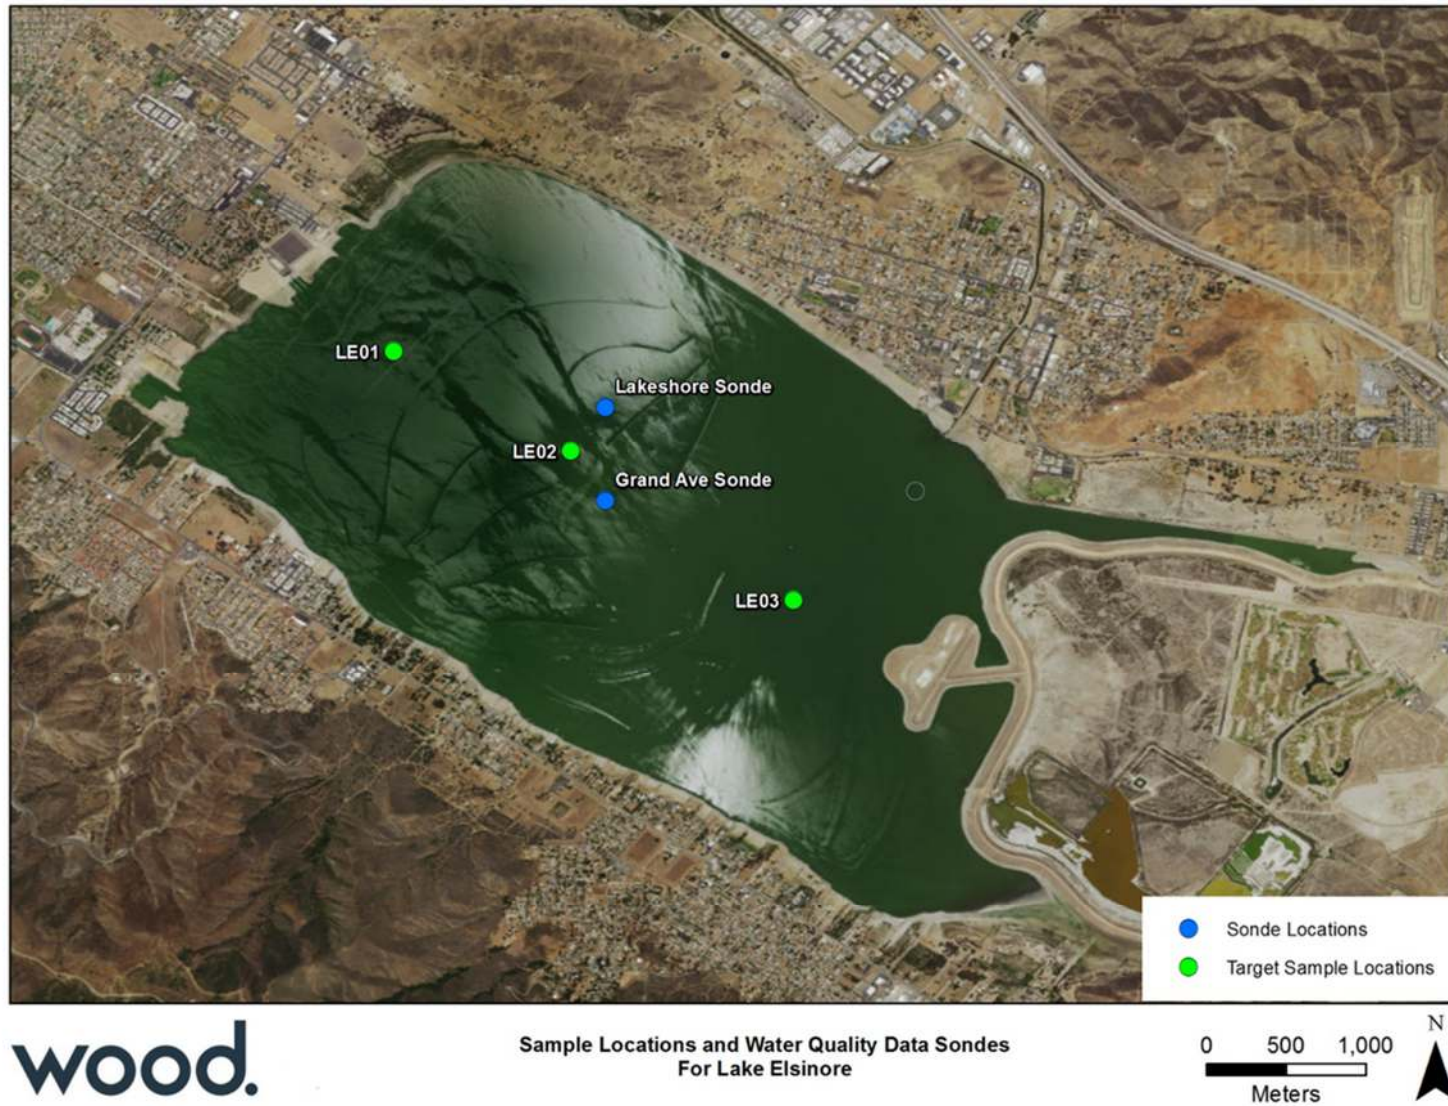 LE01
Lakeshore Sonde
LE02
Grand Ave Sonde
LE03
Sonde Locations
Target Sample Locations
wood.
Sample Locations and Water Quality Data Sondes
For Lake Elsinore
0 500 1,000
Meters
N